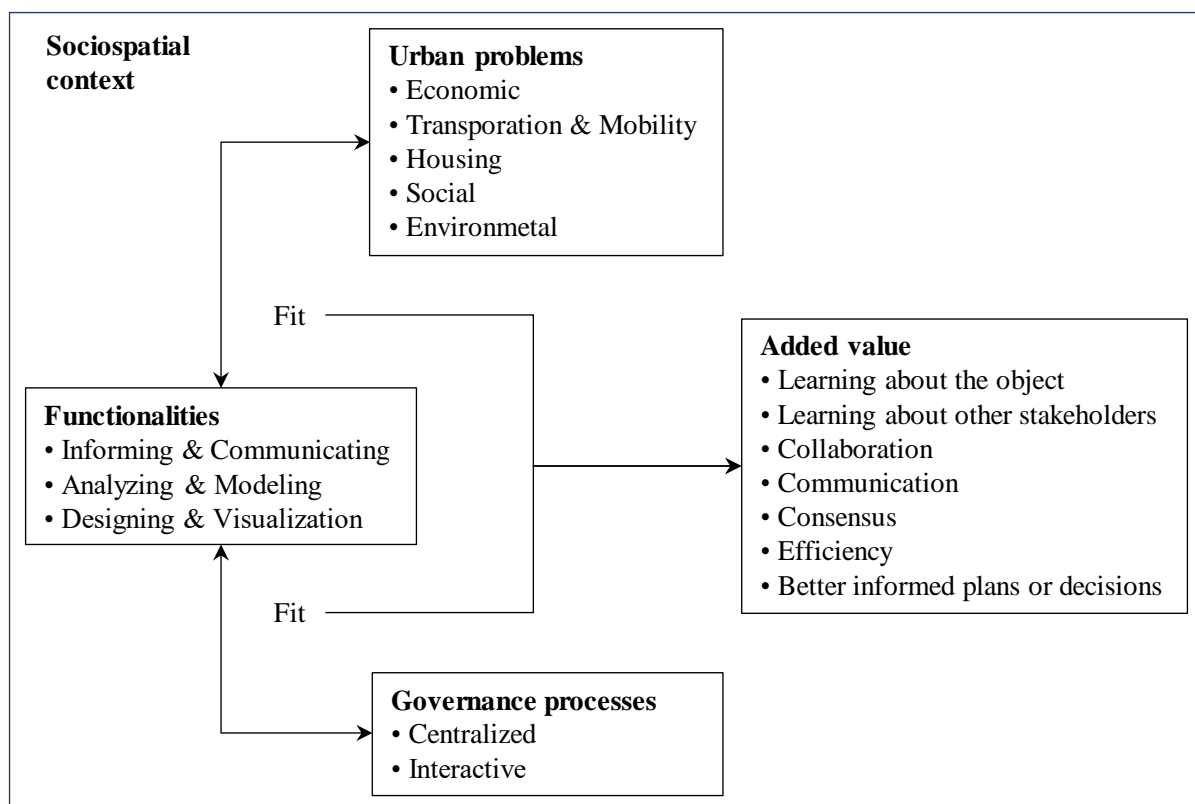 Sociospatial
context
Urban problems
• Economic
• Transporation & Mobility
• Housing
• Social
• Environmetal
Fit
Functionalities
• Informing & Communicating
• Analyzing & Modeling
• Designing & Visualization
Added value
• Learning about the object
• Learning about other stakeholders
• Collaboration
• Communication
• Consensus
• Efficiency
• Better informed plans or decisions
Fit
Governance processes
• Centralized
• Interactive